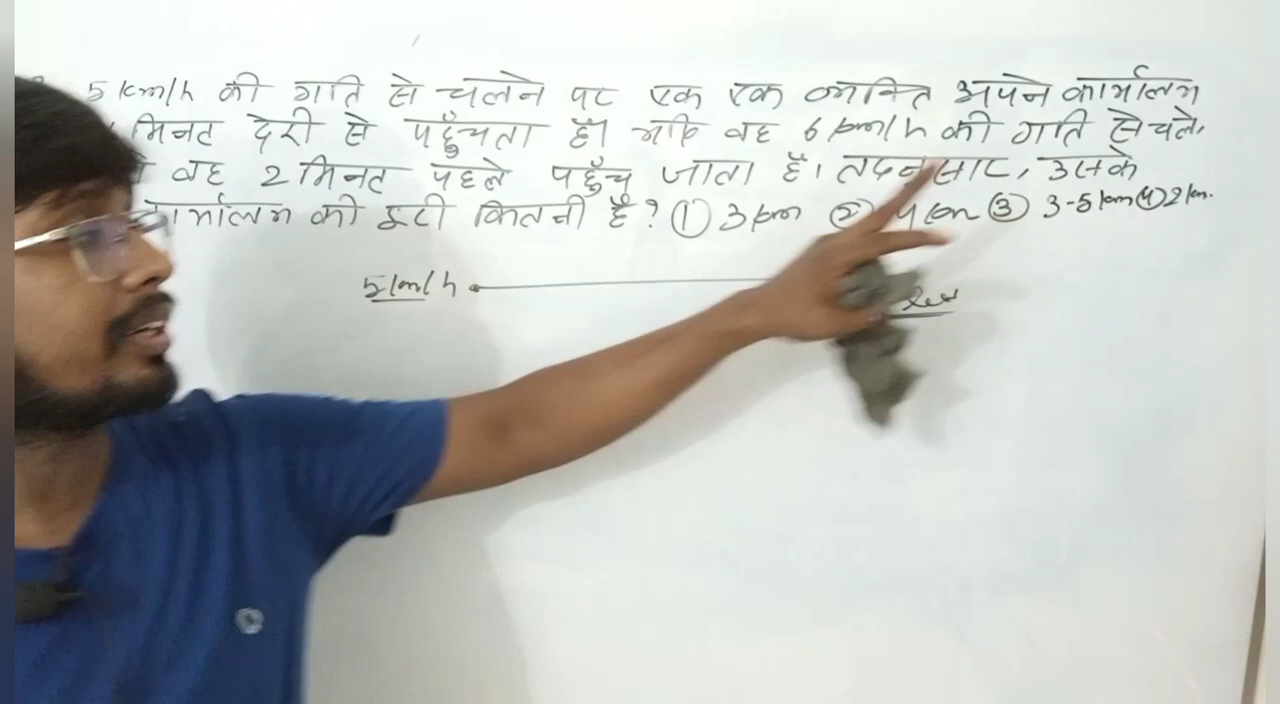 5 km/h की गति से चलने पर एक एक व्यक्ति अपने कार्यालय
मिनट देरी से पहुँचता है। यदि वह 6 km/h की गति से चले,
वह 2 मिनट पहले पहुँच जाता है। तदनुसार, उसके
कार्यालय की दूरी कितनी है? ① 3 km ② 4 km ③ 3-5 km ④ 2 km.
5 km/h